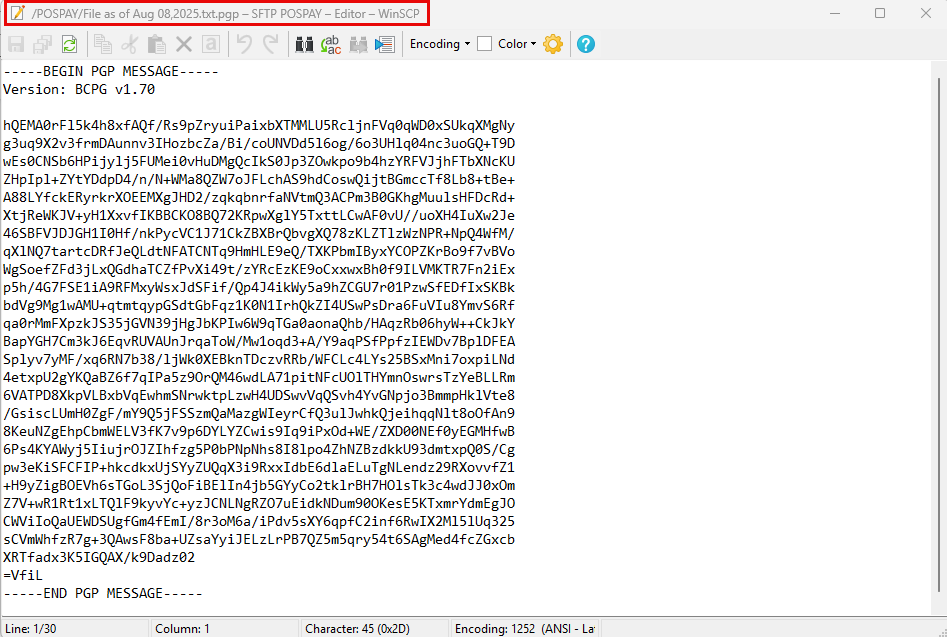 /POSPAY/File as of Aug 08,2025.txt.pgp – SFTP POSPAY – Editor – WinSCP
Encoding Color
-----BEGIN PGP MESSAGE-----
Version: BCPG v1.70
hQEMA0rFl5k4h8xfAQf/Rs9pZryuiPaixbXTMMLU5RcljnFVq0qWD0xSUkqXMgNy
g3uq9X2v3frmDAunnv3IHozbcZa/Bi/coUNVDd5l6og/6o3UHlq04nc3uoGQ+T9D
wEs0CNSb6HPijylj5FUMei0vHuDMgQcIkS0Jp3ZOwkpo9b4hzYRFVJjhFTbXNcKU
ZHpIpl+ZYtYDdpD4/n/N+WMa8QZW7oJFLchAS9hdCoswQijtBGmccTf8Lb8+tBe+
A88LYfckERyrkrXOEEMXgJHD2/zqkqbnrfaNVtmQ3ACPm3B0GKhgMuulsHFDcRd+
XtjReWKJV+yH1XxvfIKBBCKO8BQ72KRpwXglY5TxttLCwAF0vU//uoXH4IuXw2Je
46SBFVJDJGH1I0Hf/nkPycVC1J71CkZBXBrQbvgXQ78zKLZTlzWzNPR+NpQ4WfM/
qXlNQ7tartcDRfJeQLdtNFATCNTq9HmHLE9eQ/TXKPbmIByxYCOPZKrBo9f7vBVo
WgSoefZFd3jLxQGdhaTCZfPvXi49t/zYRcEzKE9oCxxwxBh0f9ILVMKTR7Fn2iEx
p5h/4G7FSE1iA9RFMxyWsxJdSFif/Qp4J4ikWy5a9hZCGU7r01PzwSfEDfIxSKBk
bdVg9Mg1wAMU+qtmtqypGSdtGbFqz1K0N1IrhQkZI4USwPsDra6FuVIu8YmvS6Rf
qa0rMmFXpzkJS35jGVN39jHgJbKPIw6W9qTGa0aonaQhb/HAqzRb06hyW++CkJkY
BapYGH7Cm3kJ6EqvRUVAUnJrqaToW/Mw1oqd3+A/Y9aqPSfPpfzIEWDv7BplDFEA
Splyv7yMF/xq6RN7b38/ljWk0XEBknTDczvRRb/WFCLc4LYs25BSxMni7oxpiLNd
4etxpU2gYKQaBZ6f7qIPa5z9OrQM46wdLA71pitNFcUOlTHYmnOswrsTzYeBLLRm
6VATPD8XkpVLBxbVqEwhmSNrwktpLzwH4UDSwvVqQSvh4YvGNpjo3BmmpHklVte8
/GsiscLUmH0ZgF/mY9Q5jFSSzmQaMazgWIeyrCfQ3ulJwhkQjeihqqNlt8oOfAn9
8KeuNZgEhpCbmWELV3fK7v9p6DYLYZCwis9Iq9iPxOd+WE/ZXD00NEf0yEGMHfwB
6Ps4KYAWyj5IiujrOJZIhfzg5P0bPNpNhs8I8lpo4ZhNZBzdkkU93dmtxpQ0S/Cg
pw3eKiSFCFIP+hkcdkxUjSYyZUQqX3i9RxxIdbE6dlaELuTgNLendz29RXovvfZ1
+H9yZigBOEVh6sTGoL3SjQoFiBElIn4jb5GYyCo2tklrBH7HOlsTk3c4wdJJ0xOm
Z7V+wR1Rt1xLTQlF9kyvYc+yzJCNLNgRZO7uEidkNDum90OKesE5KTxmrYdmEgJO
CWViIoQaUEWDSUgfGm4fEmI/8r3oM6a/iPdv5sXY6qpfC2inf6RwIX2Ml5lUq325
sCVmWhfzR7g+3QAwsF8ba+UZsaYyiJELzLrPB7QZ5m5qry54t6SAgMed4fcZGxcb
XRTfadx3K5IGQAX/k9Dadz02
=VfiL
-----END PGP MESSAGE-----
Line: 1/30 Column: 1 Character: 45 (0x2D) Encoding: 1252 (ANSI - La